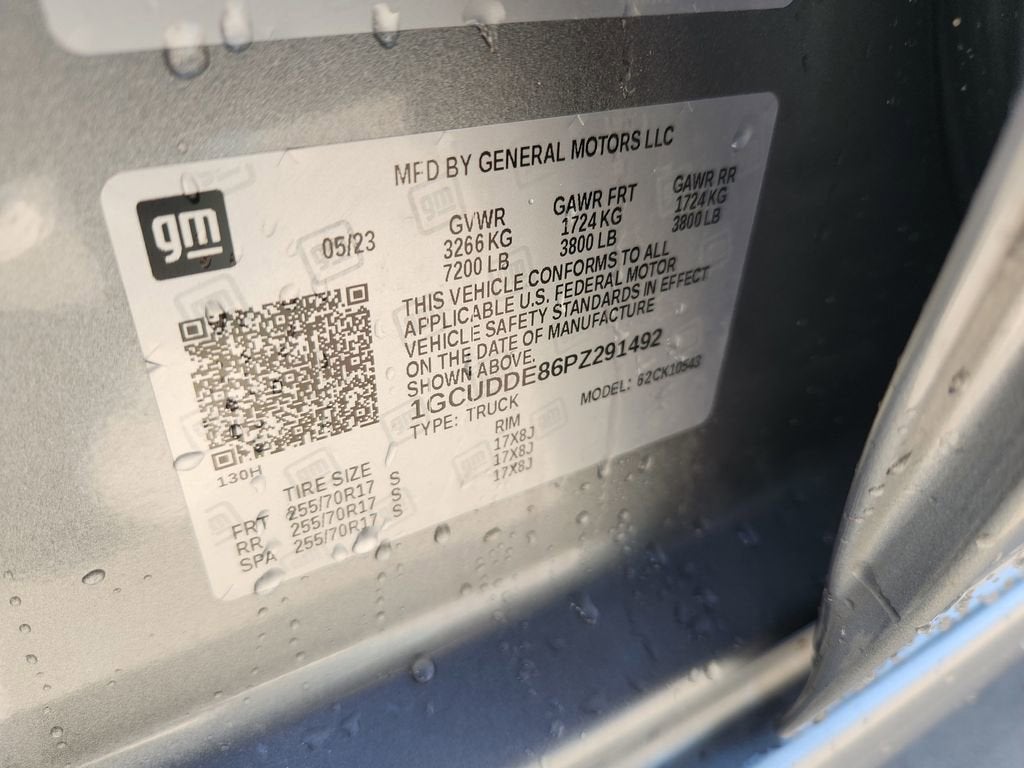 MFD BY GENERAL MOTORS LLC
gm
05/23
GVWR GAWR FRT GAWR RR
3266 KG 1724 KG 1724 KG
7200 LB 3800 LB 3800 LB
THIS VEHICLE CONFORMS TO ALL
APPLICABLE U.S. FEDERAL MOTOR
VEHICLE SAFETY STANDARDS IN EFFECT
ON THE DATE OF MANUFACTURE
SHOWN ABOVE.
1GCUDDE86PZ291492
TYPE: TRUCK MODEL: 62CK10543
130H
TIRE SIZE RIM
FRT 255/70R17 S 17X8J
RR 255/70R17 S 17X8J
SPA 255/70R17 S 17X8J